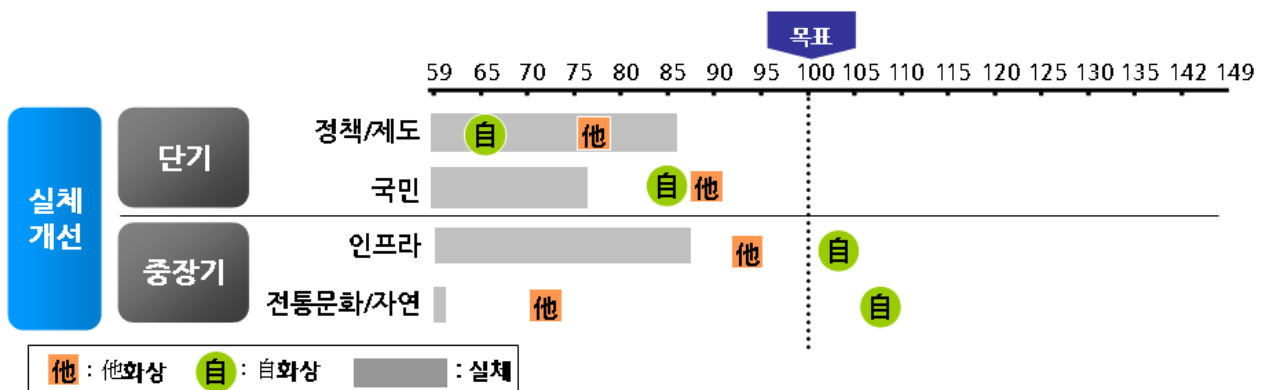 목표
59 65 70 75 80 85 90 95 100 105 110 115 120 125 130 135 142 149
실체
개선
단기
정책/제도
自
他
국민
自
他
중장기
인프라
他
自
전통문화/자연
他
自
他 : 他화상
自 : 自화상
: 실체